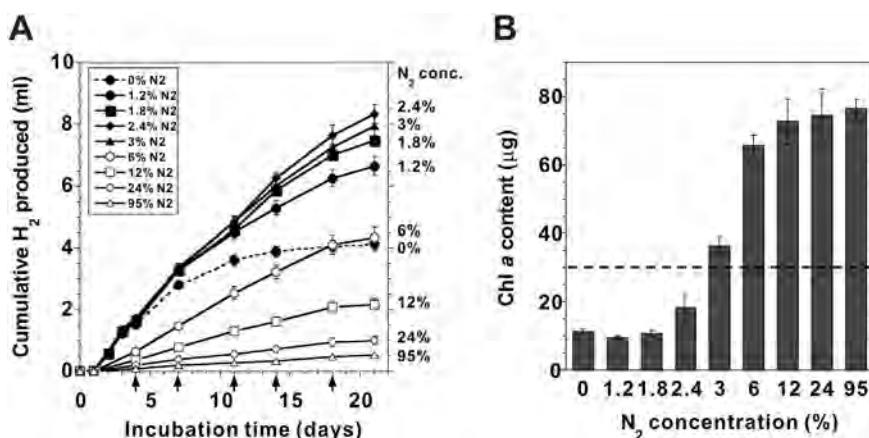 A
Cumulative H2 produced (ml)
10
8
6
4
2
0
0% N2
1.2% N2
1.8% N2
2.4% N2
3% N2
6% N2
12% N2
24% N2
95% N2
N2 conc.
2.4%
3%
1.8%
1.2%
6%
0%
12%
24%
95%
0 5 10 15 20
Incubation time (days)
B
Chl a content (µg)
80
60
40
20
0
0 1.2 1.8 2.4 3 6 12 24 95
N2 concentration (%)